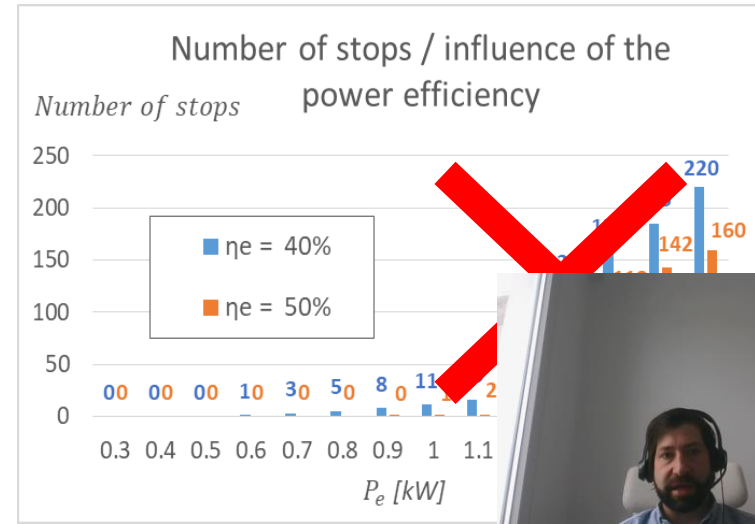 Number of stops / influence of the
power efficiency
Number of stops
250
200
150
100
50
0
ηe = 40%
ηe = 50%
0 0 0 0 0 0 1 0 3 0 5 0 8 0 11 2 142 220 160
0.3 0.4 0.5 0.6 0.7 0.8 0.9 1 1.1
Pₑ [kW]